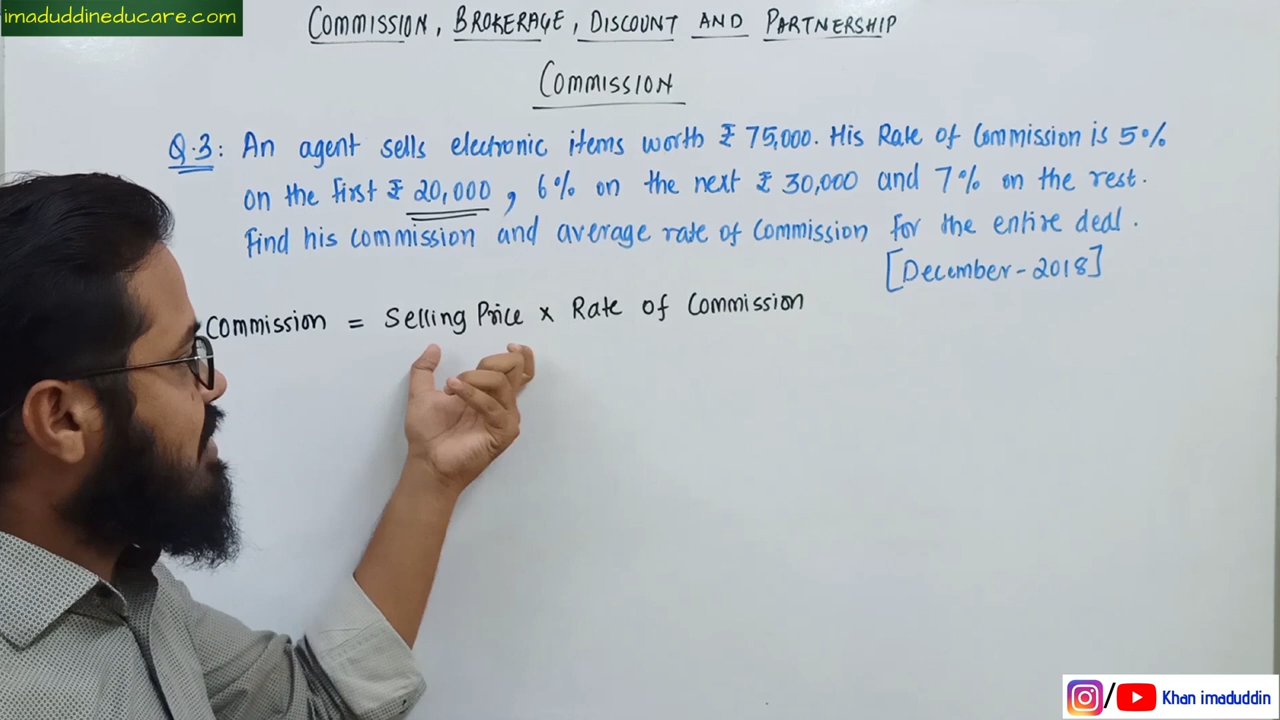 imaduddineducare.com
COMMISSION, BROKERAGE, DISCOUNT AND PARTNERSHIP
COMMISSION
Q.3: An agent sells electronic items worth ₹ 75,000. His Rate of Commission is 5%
on the first ₹ 20,000, 6% on the next ₹ 30,000 and 7% on the rest.
Find his commission and average rate of Commission for the entire deal.
[December-2018]
Commission = Selling Price × Rate of Commission
/ Khan imaduddin